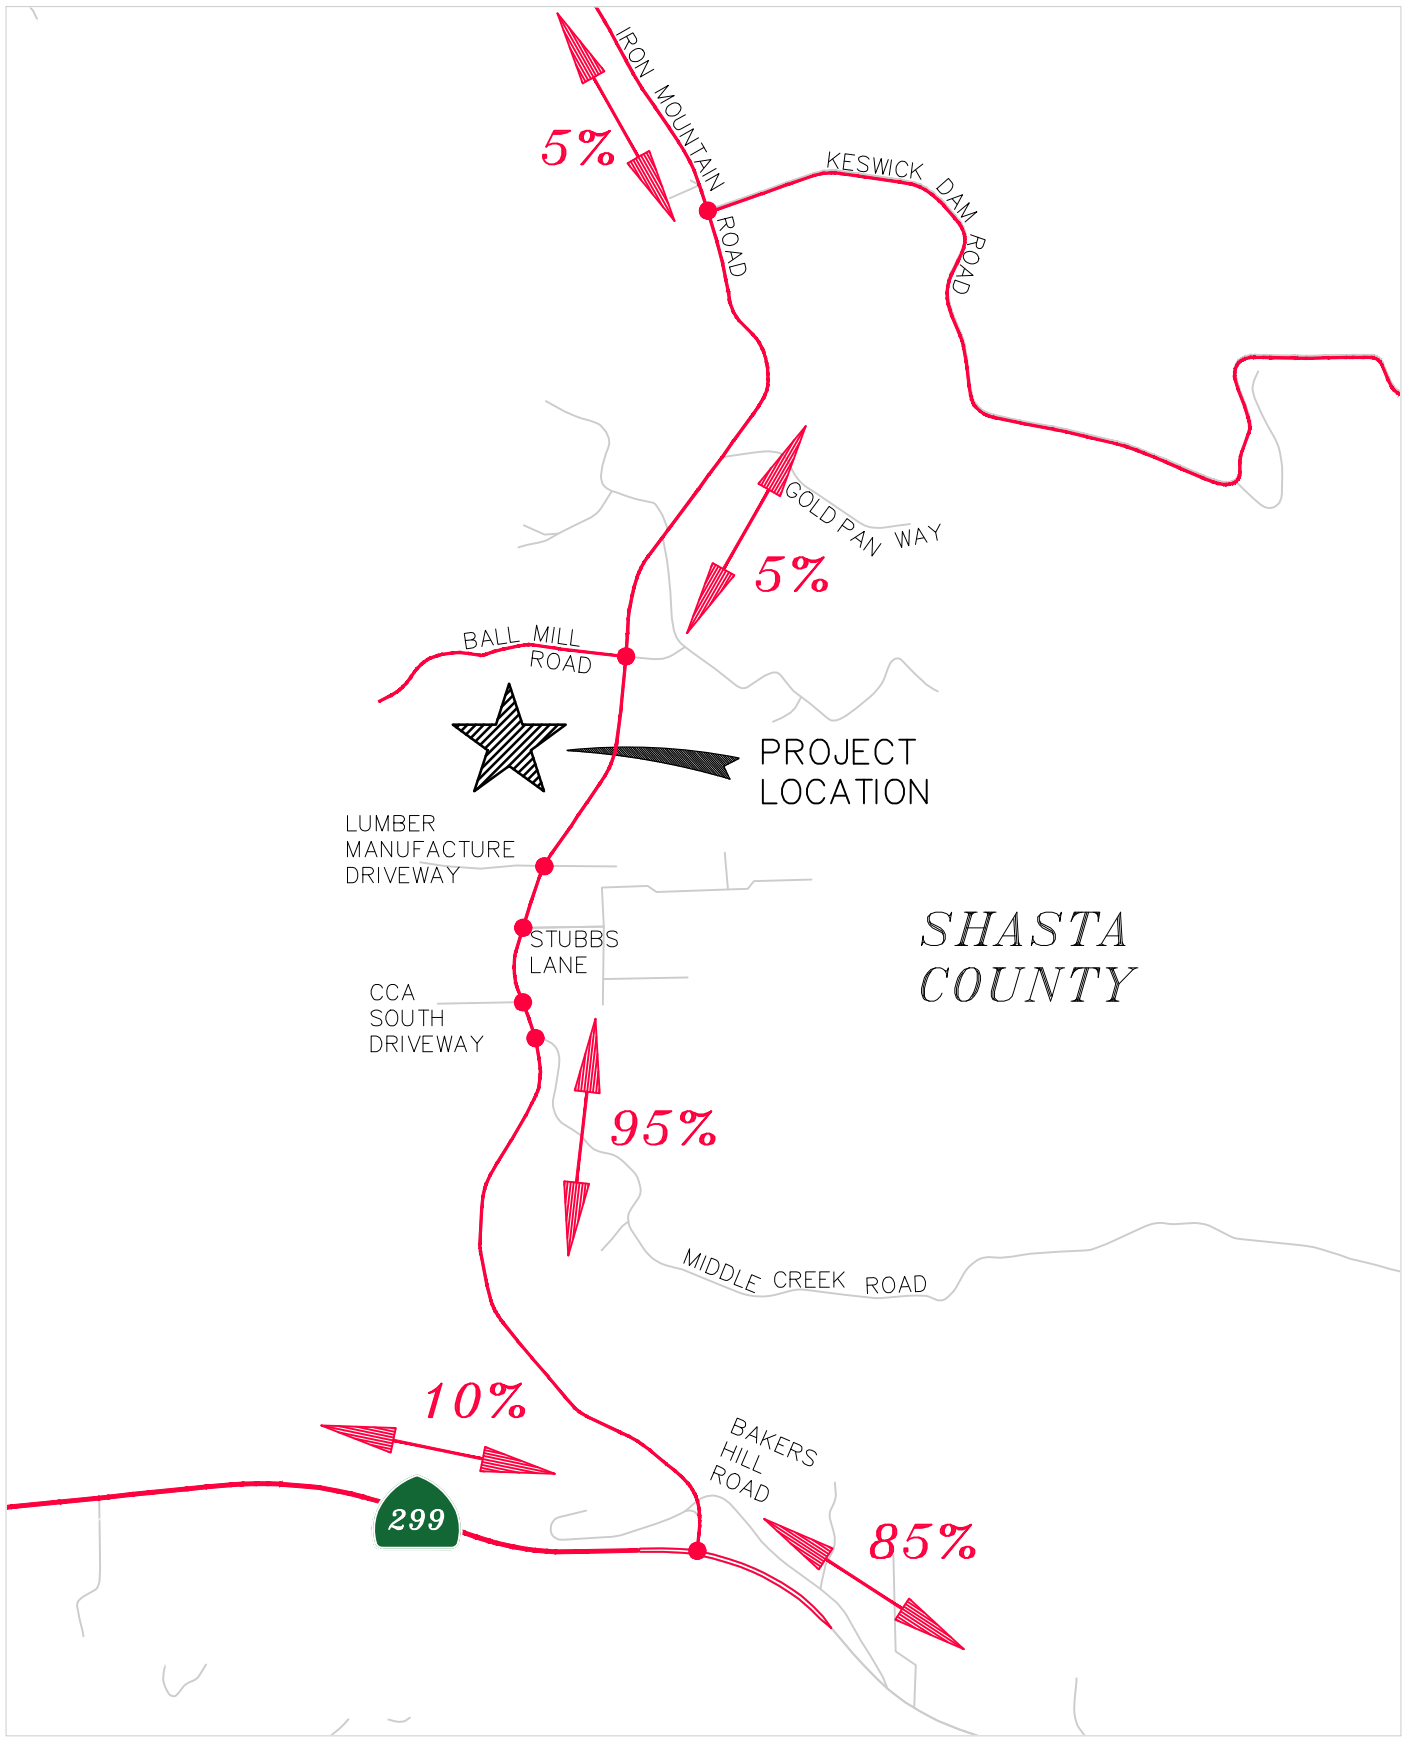 IRON MOUNTAIN ROAD
5%
KESWICK DAM ROAD
GOLD PAN WAY
5%
BALL MILL
ROAD
PROJECT
LOCATION
LUMBER
MANUFACTURE
DRIVEWAY
SHASTA
COUNTY
STUBBS
LANE
CCA
SOUTH
DRIVEWAY
95%
MIDDLE CREEK ROAD
10%
BAKERS
HILL
ROAD
299
85%